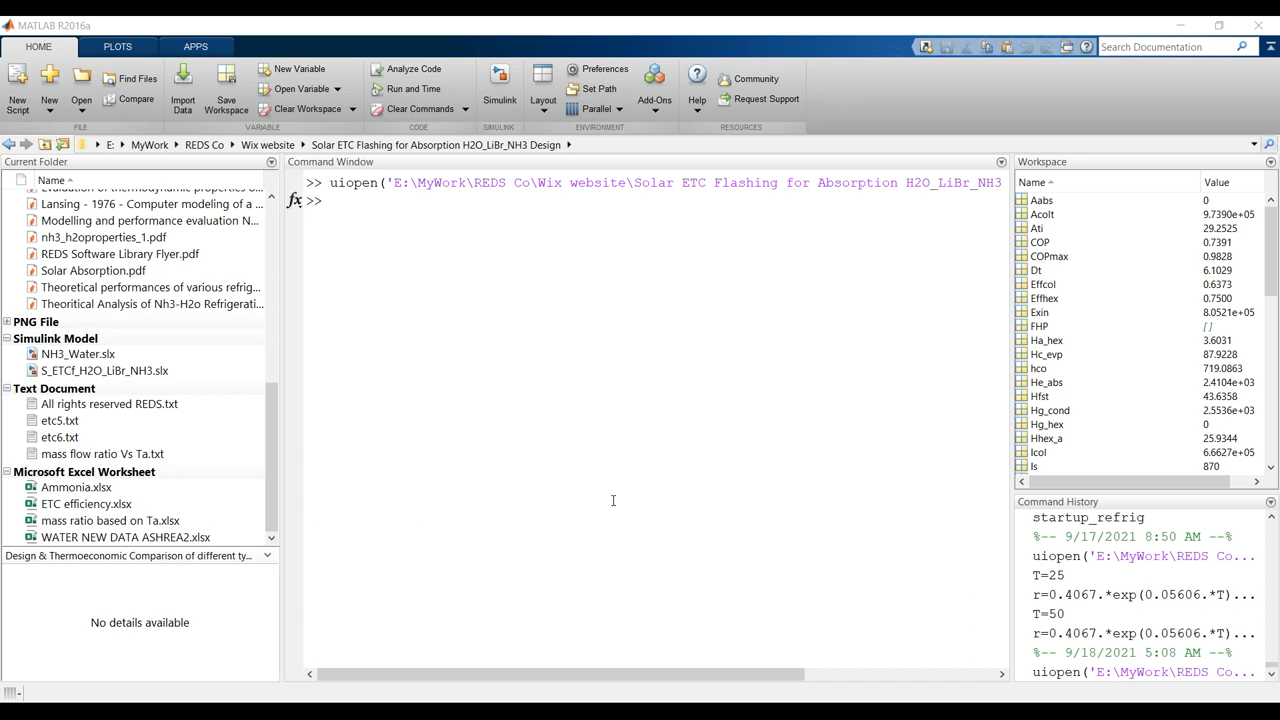 MATLAB R2016a
HOME PLOTS APPS
Search Documentation
New Script
New
Open
Find Files
Compare
FILE
Import Data
Save Workspace
New Variable
Open Variable
Clear Workspace
VARIABLE
Analyze Code
Run and Time
Clear Commands
CODE
Simulink
SIMULINK
Layout
Preferences
Set Path
Parallel
Add-Ons
ENVIRONMENT
Help
Community
Request Support
RESOURCES
E: MyWork REDS Co Wix website Solar ETC Flashing for Absorption H2O_LiBr_NH3 Design
Current Folder
Name
Lansing - 1976 - Computer modeling of a ...
Modelling and performance evaluation N...
nh3_h2oproperties_1.pdf
REDS Software Library Flyer.pdf
Solar Absorption.pdf
Theoretical performances of various refrig...
Theoritical Analysis of Nh3-H2o Refrigerati...
PNG File
Simulink Model
NH3_Water.slx
S_ETCf_H2O_LiBr_NH3.slx
Text Document
All rights reserved REDS.txt
etc5.txt
etc6.txt
mass flow ratio Vs Ta.txt
Microsoft Excel Worksheet
Ammonia.xlsx
ETC efficiency.xlsx
mass ratio based on Ta.xlsx
WATER NEW DATA ASHREA2.xlsx
Design & Thermoeconomic Comparison of different ty...
No details available
Command Window
>> uiopen('E:\MyWork\REDS Co\Wix website\Solar ETC Flashing for Absorption H2O_LiBr_NH3
fx >>
Workspace
Name Value
Aabs 0
Acolt 9.7390e+05
Ati 29.2525
COP 0.7391
COPmax 0.9828
Dt 6.1029
Effcol 0.6373
Effhex 0.7500
Exin 8.0521e+05
FHP []
Ha_hex 3.6031
Hc_evp 87.9228
hco 719.0863
He_abs 2.4104e+03
Hfst 43.6358
Hg_cond 2.5536e+03
Hg_hex 0
Hhex_a 25.9344
Icol 6.6627e+05
Is 870
Command History
startup_refrig
%-- 9/17/2021 8:50 AM --%
uiopen('E:\MyWork\REDS Co...
T=25
r=0.4067.*exp(0.05606.*T)...
T=50
r=0.4067.*exp(0.05606.*T)...
%-- 9/18/2021 5:08 AM --%
uiopen('E:\MyWork\REDS Co...